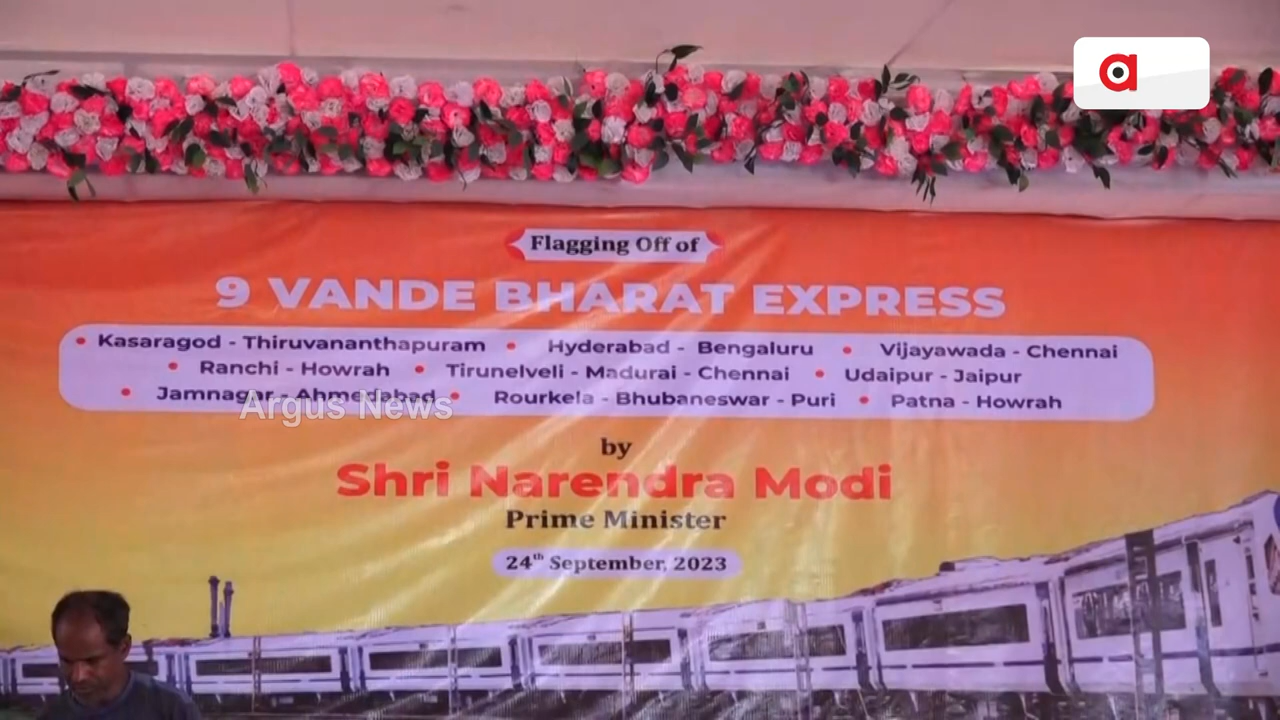 a
Flagging Off of
9 VANDE BHARAT EXPRESS
• Kasaragod - Thiruvananthapuram • Hyderabad - Bengaluru • Vijayawada - Chennai
• Ranchi - Howrah • Tirunelveli - Madurai - Chennai • Udaipur - Jaipur
• Jamnagar - Ahmedabad • Rourkela - Bhubaneswar - Puri • Patna - Howrah
Argus News
by
Shri Narendra Modi
Prime Minister
24th September, 2023